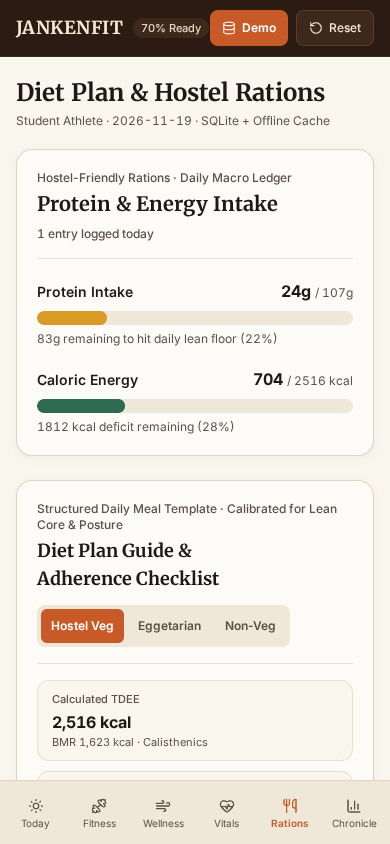 JANKENFIT
70% Ready
Demo
Reset
Diet Plan & Hostel Rations
Student Athlete · 2026-11-19 · SQLite + Offline Cache
Hostel-Friendly Rations · Daily Macro Ledger
Protein & Energy Intake
1 entry logged today
Protein Intake
24g / 107g
83g remaining to hit daily lean floor (22%)
Caloric Energy
704 / 2516 kcal
1812 kcal deficit remaining (28%)
Structured Daily Meal Template · Calibrated for Lean
Core & Posture
Diet Plan Guide &
Adherence Checklist
Hostel Veg
Eggetarian
Non-Veg
Calculated TDEE
2,516 kcal
BMR 1,623 kcal · Calisthenics
Today
Fitness
Wellness
Vitals
Rations
Chronicle